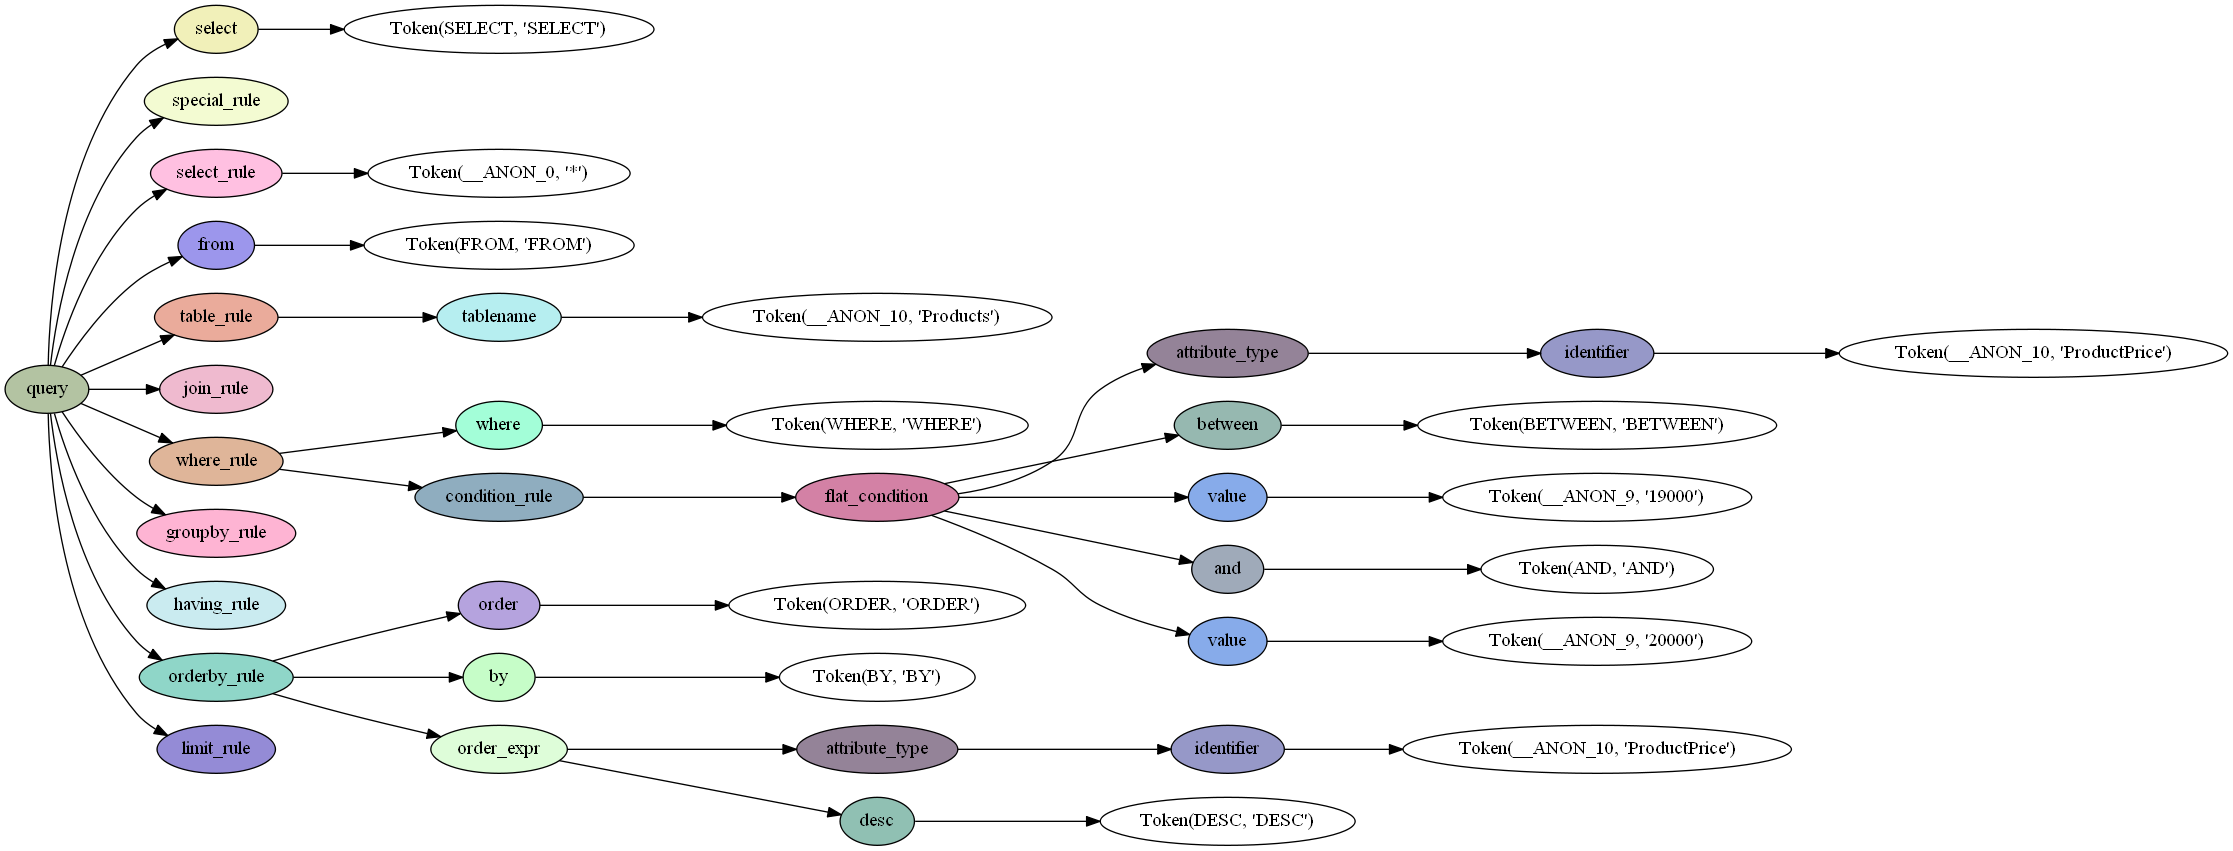 select
Token(SELECT, 'SELECT')
special_rule
select_rule
Token(__ANON_0, '*')
from
Token(FROM, 'FROM')
table_rule
tablename
Token(__ANON_10, 'Products')
attribute_type
identifier
Token(__ANON_10, 'ProductPrice')
query
join_rule
where
Token(WHERE, 'WHERE')
between
Token(BETWEEN, 'BETWEEN')
where_rule
condition_rule
flat_condition
value
Token(__ANON_9, '19000')
groupby_rule
and
Token(AND, 'AND')
having_rule
order
Token(ORDER, 'ORDER')
value
Token(__ANON_9, '20000')
orderby_rule
by
Token(BY, 'BY')
limit_rule
order_expr
attribute_type
identifier
Token(__ANON_10, 'ProductPrice')
desc
Token(DESC, 'DESC')